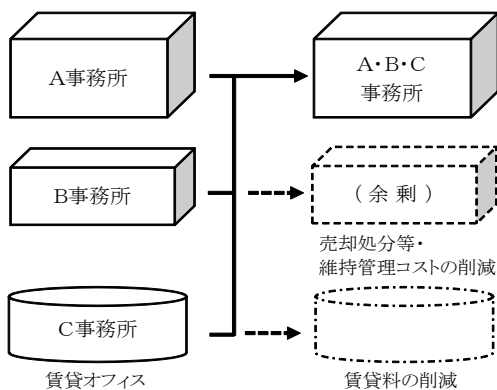 A事務所
A・B・C
事務所
B事務所
(余剰)
売却処分等・
維持管理コストの削減
C事務所
賃貸オフィス
賃貸料の削減